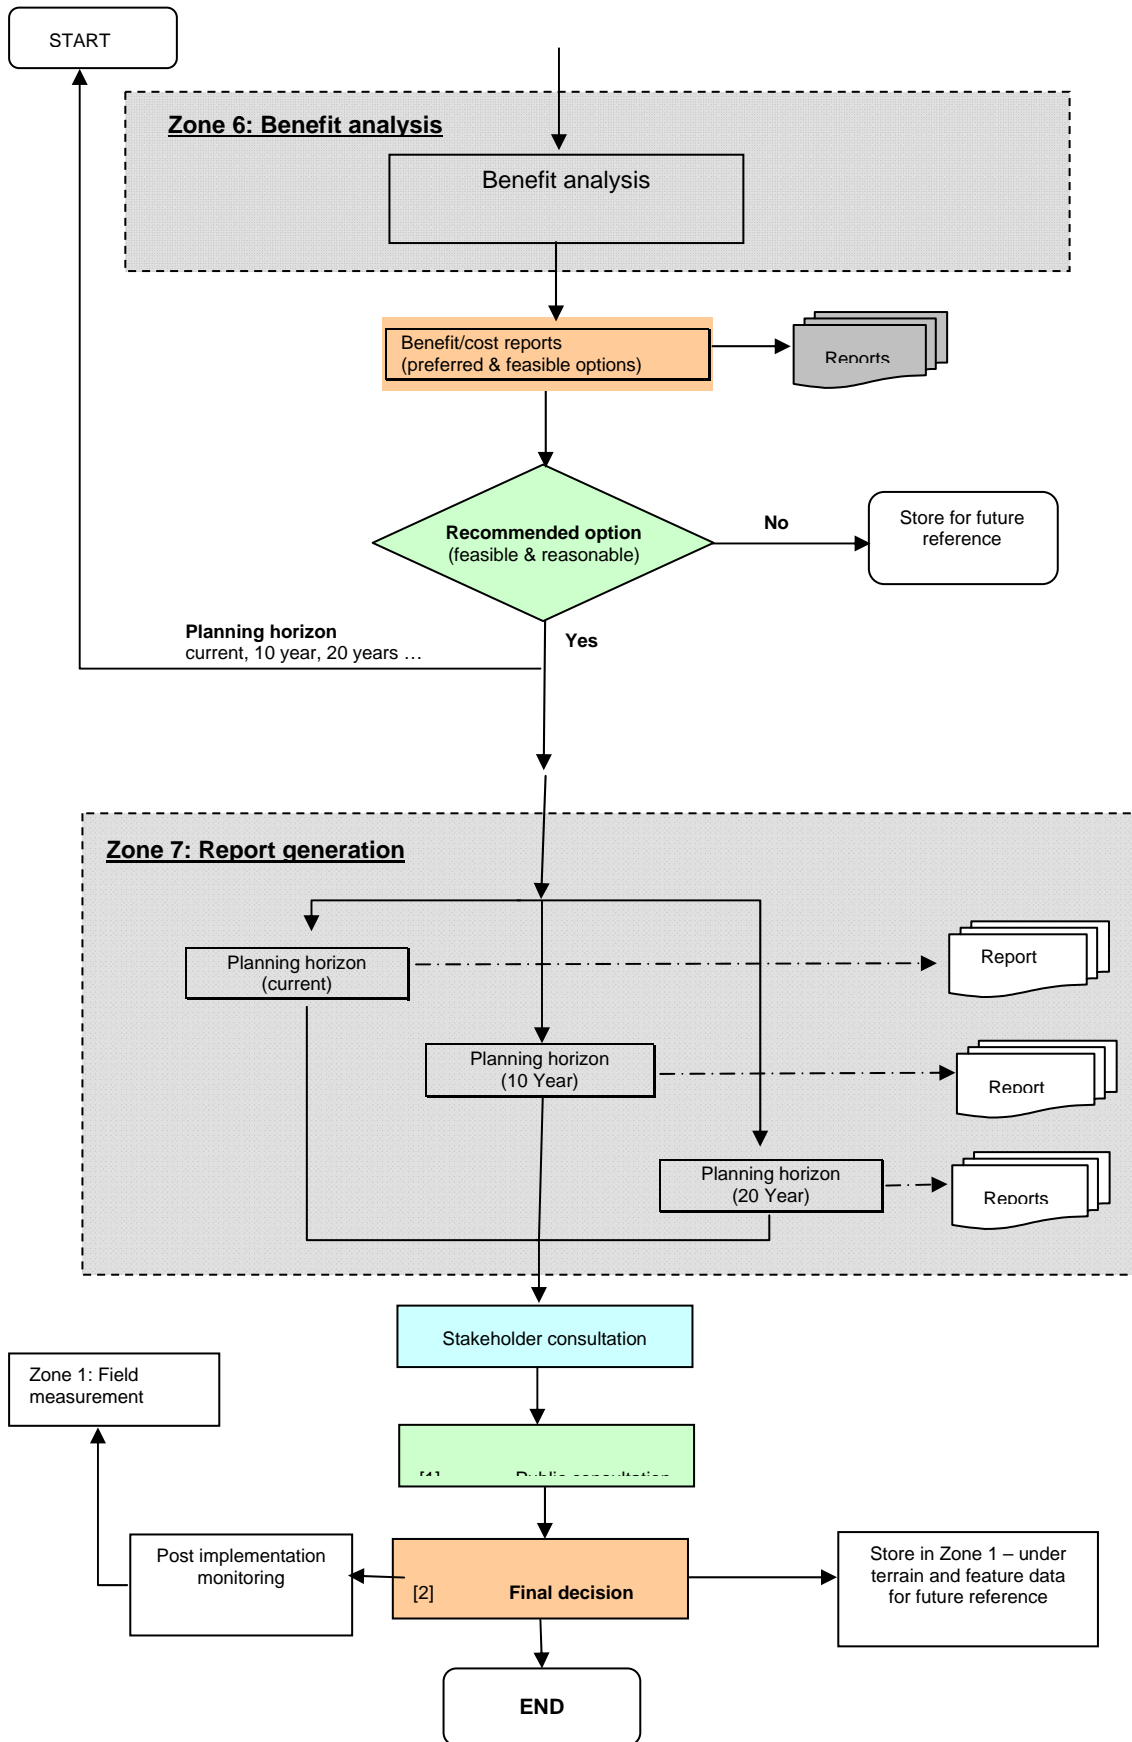 START
Zone 6: Benefit analysis
Benefit analysis
Benefit/cost reports
(preferred & feasible options)
Reports
Recommended option
(feasible & reasonable)
No
Store for future
reference
Planning horizon
current, 10 year, 20 years …
Yes
Zone 7: Report generation
Planning horizon
(current)
Report
Planning horizon
(10 Year)
Report
Planning horizon
(20 Year)
Reports
Stakeholder consultation
Zone 1: Field
measurement
[1] Public consultation
Post implementation
monitoring
[2] Final decision
Store in Zone 1 – under
terrain and feature data
for future reference
END